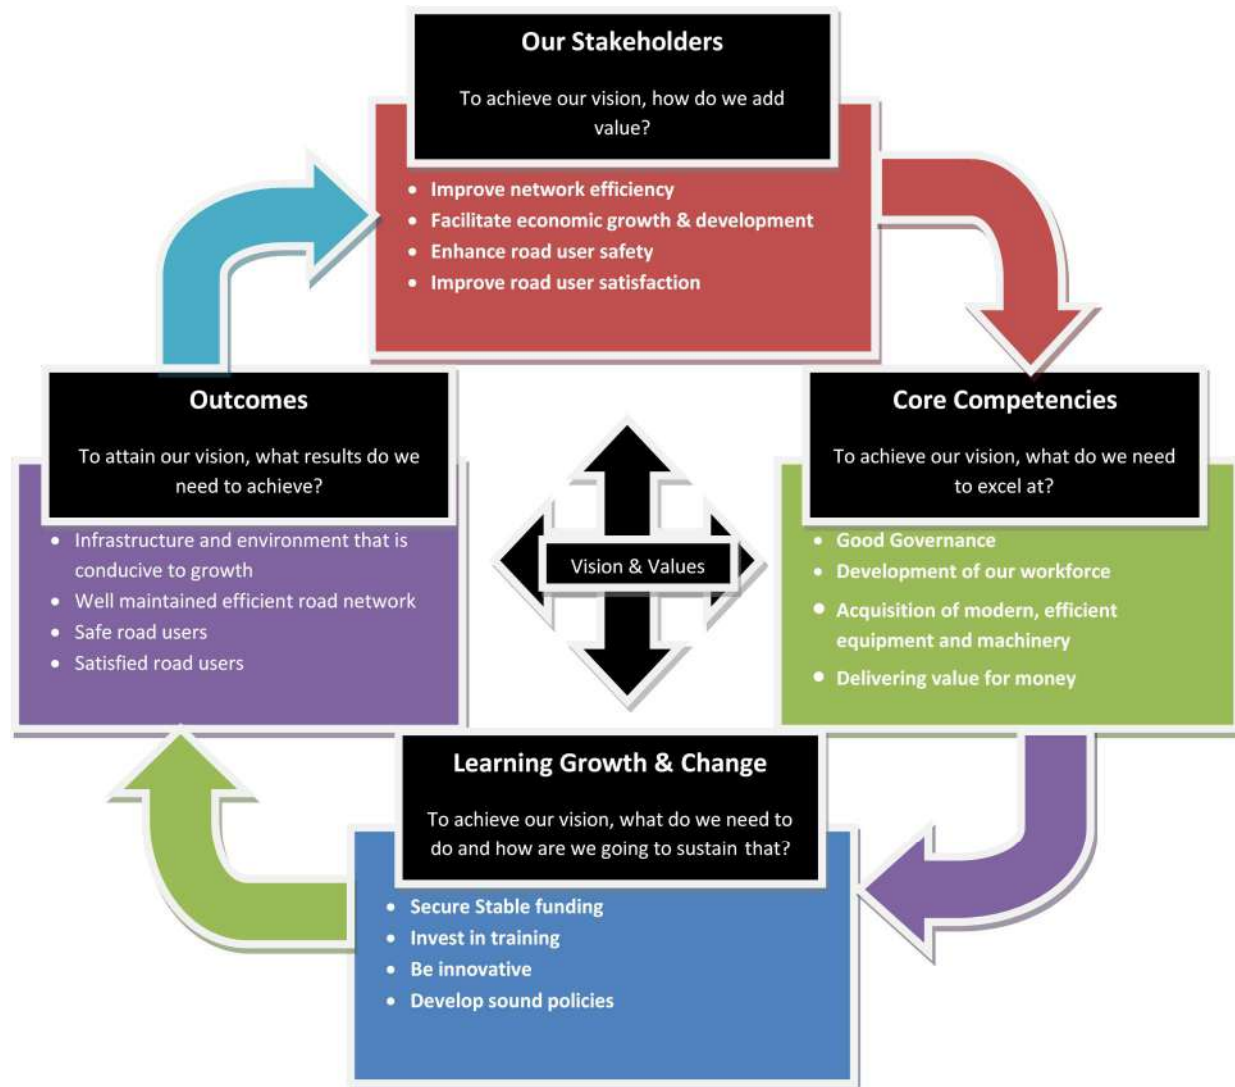 Our Stakeholders
To achieve our vision, how do we add
value?
• Improve network efficiency
• Facilitate economic growth & development
• Enhance road user safety
• Improve road user satisfaction
Outcomes
To attain our vision, what results do we
need to achieve?
• Infrastructure and environment that is
conducive to growth
• Well maintained efficient road network
• Safe road users
• Satisfied road users
Vision & Values
Core Competencies
To achieve our vision, what do we need
to excel at?
• Good Governance
• Development of our workforce
• Acquisition of modern, efficient
equipment and machinery
• Delivering value for money
Learning Growth & Change
To achieve our vision, what do we need to
do and how are we going to sustain that?
• Secure Stable funding
• Invest in training
• Be innovative
• Develop sound policies